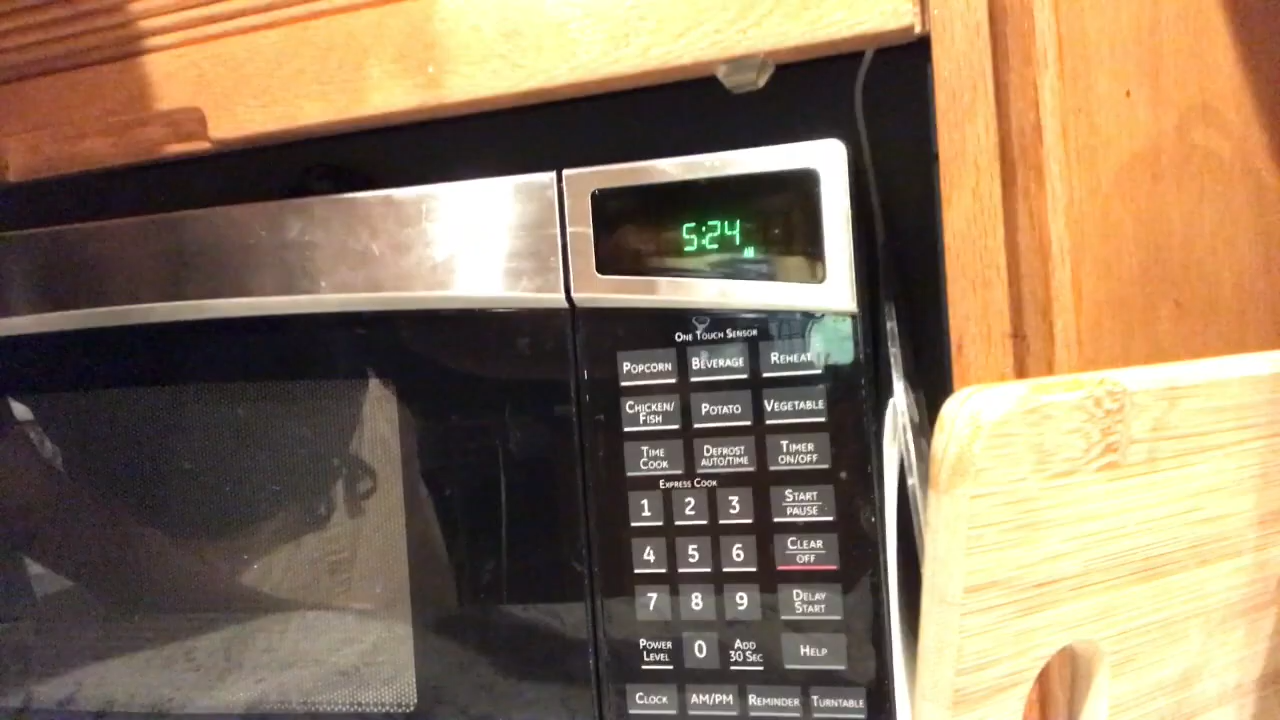 5:24
AM
ONE TOUCH SENSOR
POPCORN BEVERAGE REHEAT
CHICKEN/
FISH
POTATO
VEGETABLE
TIME
COOK
DEFROST
AUTO/TIME
TIMER
ON/OFF
EXPRESS COOK
1 2 3
START
PAUSE
4 5 6
CLEAR
OFF
7 8 9
DELAY
START
POWER
LEVEL
0
ADD
30 SEC
HELP
CLOCK AM/PM REMINDER TURNTABLE